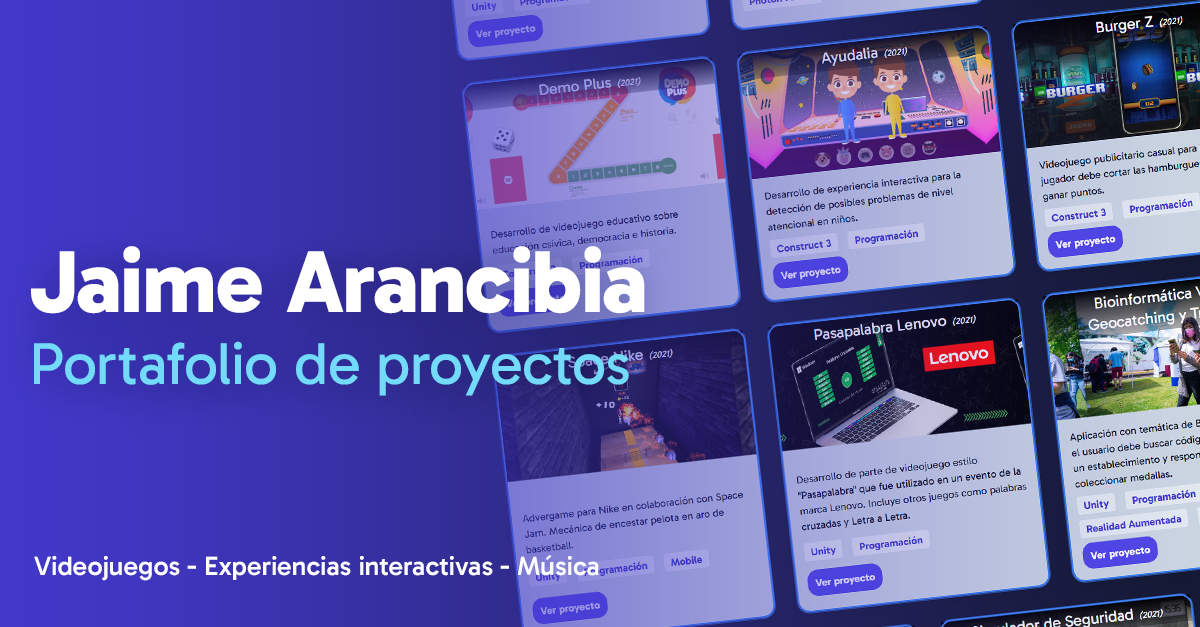 Jaime Arancibia
Portafolio de proyectos
Videojuegos - Experiencias interactivas - Música
Unity
Ver proyecto
Demo Plus (2021)
DEMO
PLUS
Desarrollo de videojuego educativo sobre
educación csívica, democracia e historia.
Programación
Space Nike (2021)
+10
Advergame para Nike en colaboración con Space
Jam. Mecánica de encestar pelota en aro de
basketball.
Unity
Programación
Mobile
Ver proyecto
Ayudalia (2021)
Desarrollo de experiencia interactiva para la
detección de posibles problemas de nivel
atencional en niños.
Construct 3
Programación
Ver proyecto
Pasapalabra Lenovo (2021)
Lenovo
Desarrollo de parte de videojuego estilo
"Pasapalabra" que fue utilizado en un evento de la
marca Lenovo. Incluye otros juegos como palabras
cruzadas y Letra a Letra.
Unity
Programación
Ver proyecto
Burger Z (2021)
BURGER
Videojuego publicitario casual para
jugador debe cortar las hamburgue
ganar puntos.
Construct 3
Programación
Ver proyecto
Bioinformática V
Geocatching y T
Aplicación con temática de B
el usuario debe buscar códig
un establecimiento y respon
coleccionar medallas.
Unity
Programación
Realidad Aumentada
Ver proyecto
ulador de Seguridad (2021)